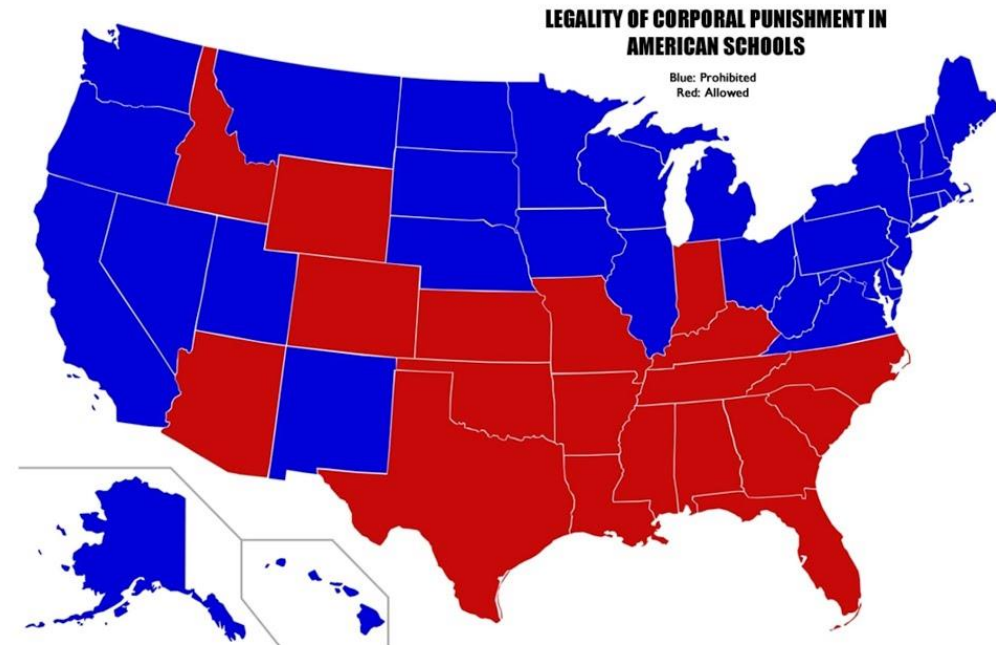 LEGALITY OF CORPORAL PUNISHMENT IN
AMERICAN SCHOOLS
Blue: Prohibited
Red: Allowed